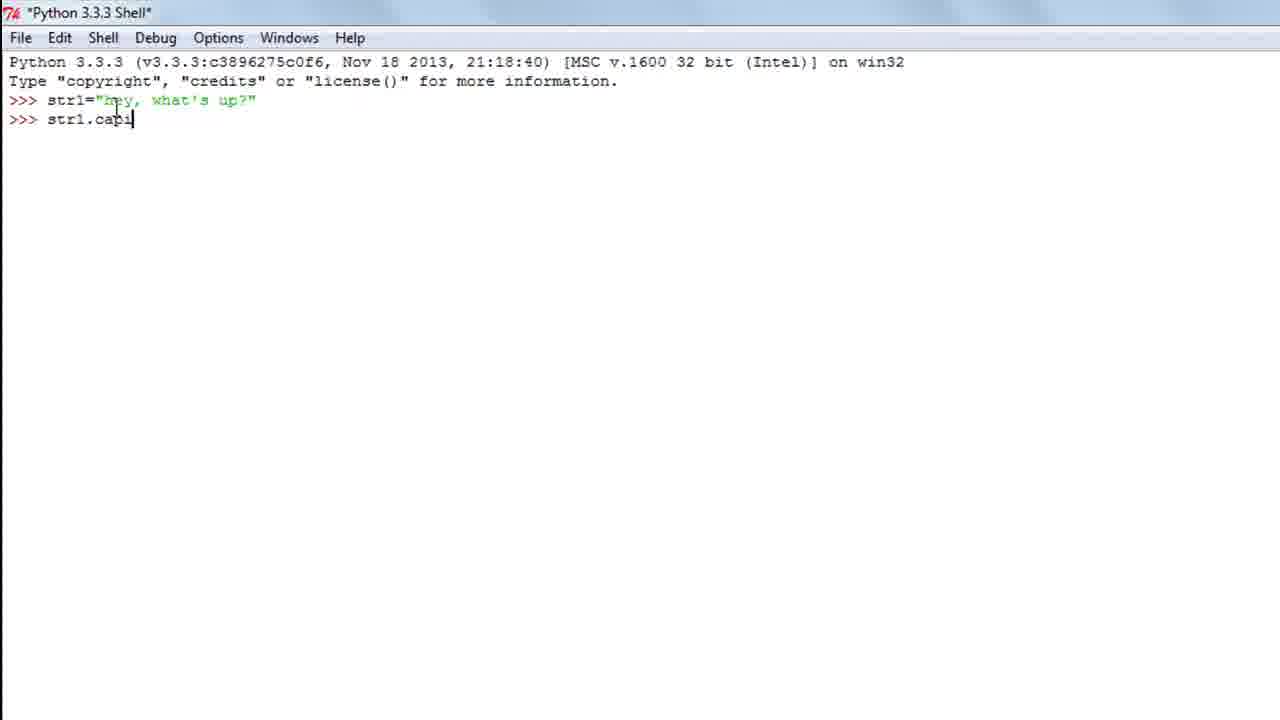 *Python 3.3.3 Shell*
File Edit Shell Debug Options Windows Help
Python 3.3.3 (v3.3.3:c3896275c0f6, Nov 18 2013, 21:18:40) [MSC v.1600 32 bit (Intel)] on win32
Type "copyright", "credits" or "license()" for more information.
>>> str1="hey, what's up?"
>>> str1.capi